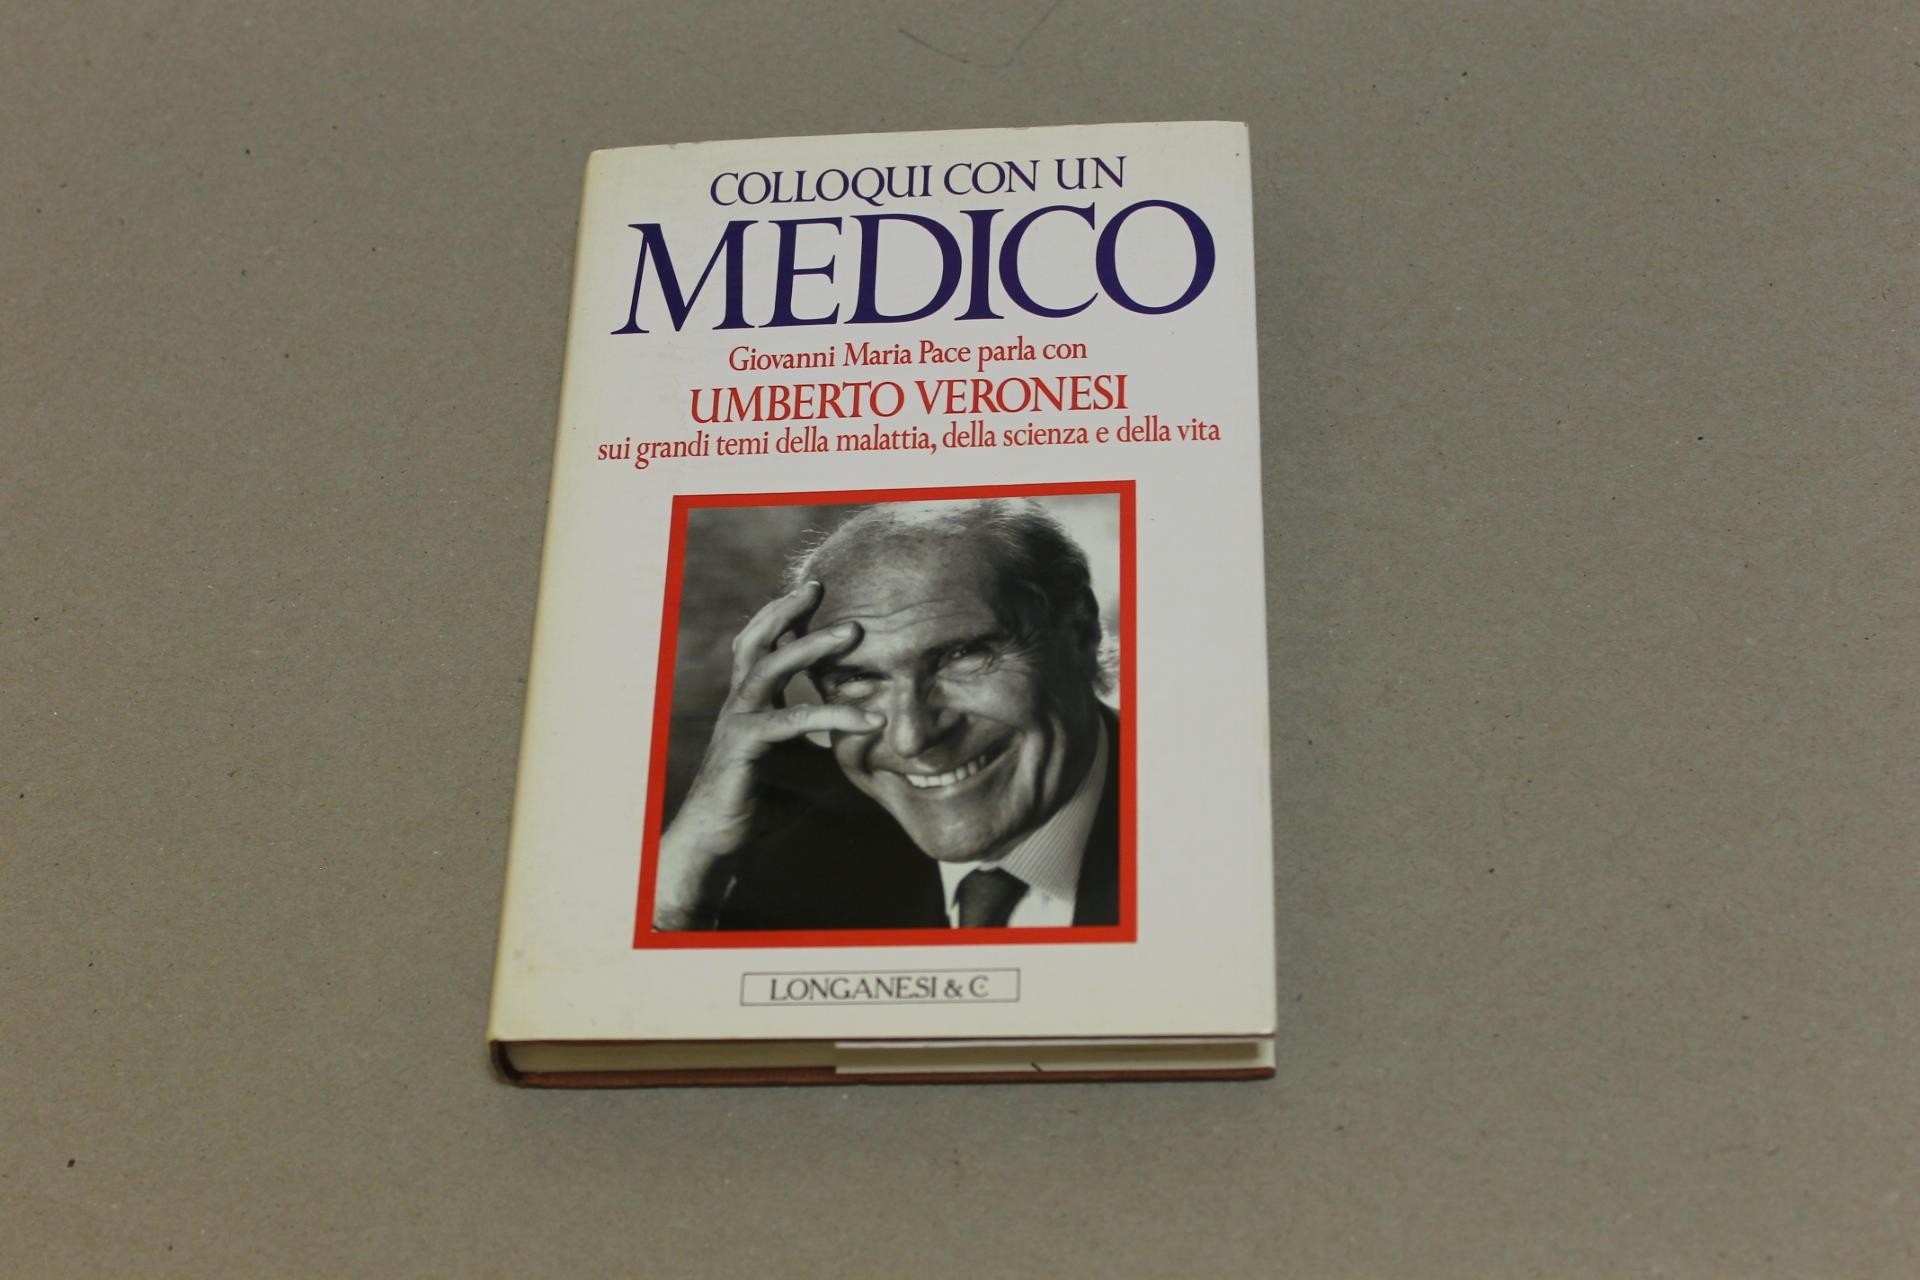 COLLOQUI CON UN
MEDICO
Giovanni Maria Pace parla con
UMBERTO VERONESI
sui grandi temi della malattia, della scienza e della vita
LONGANESI & C.